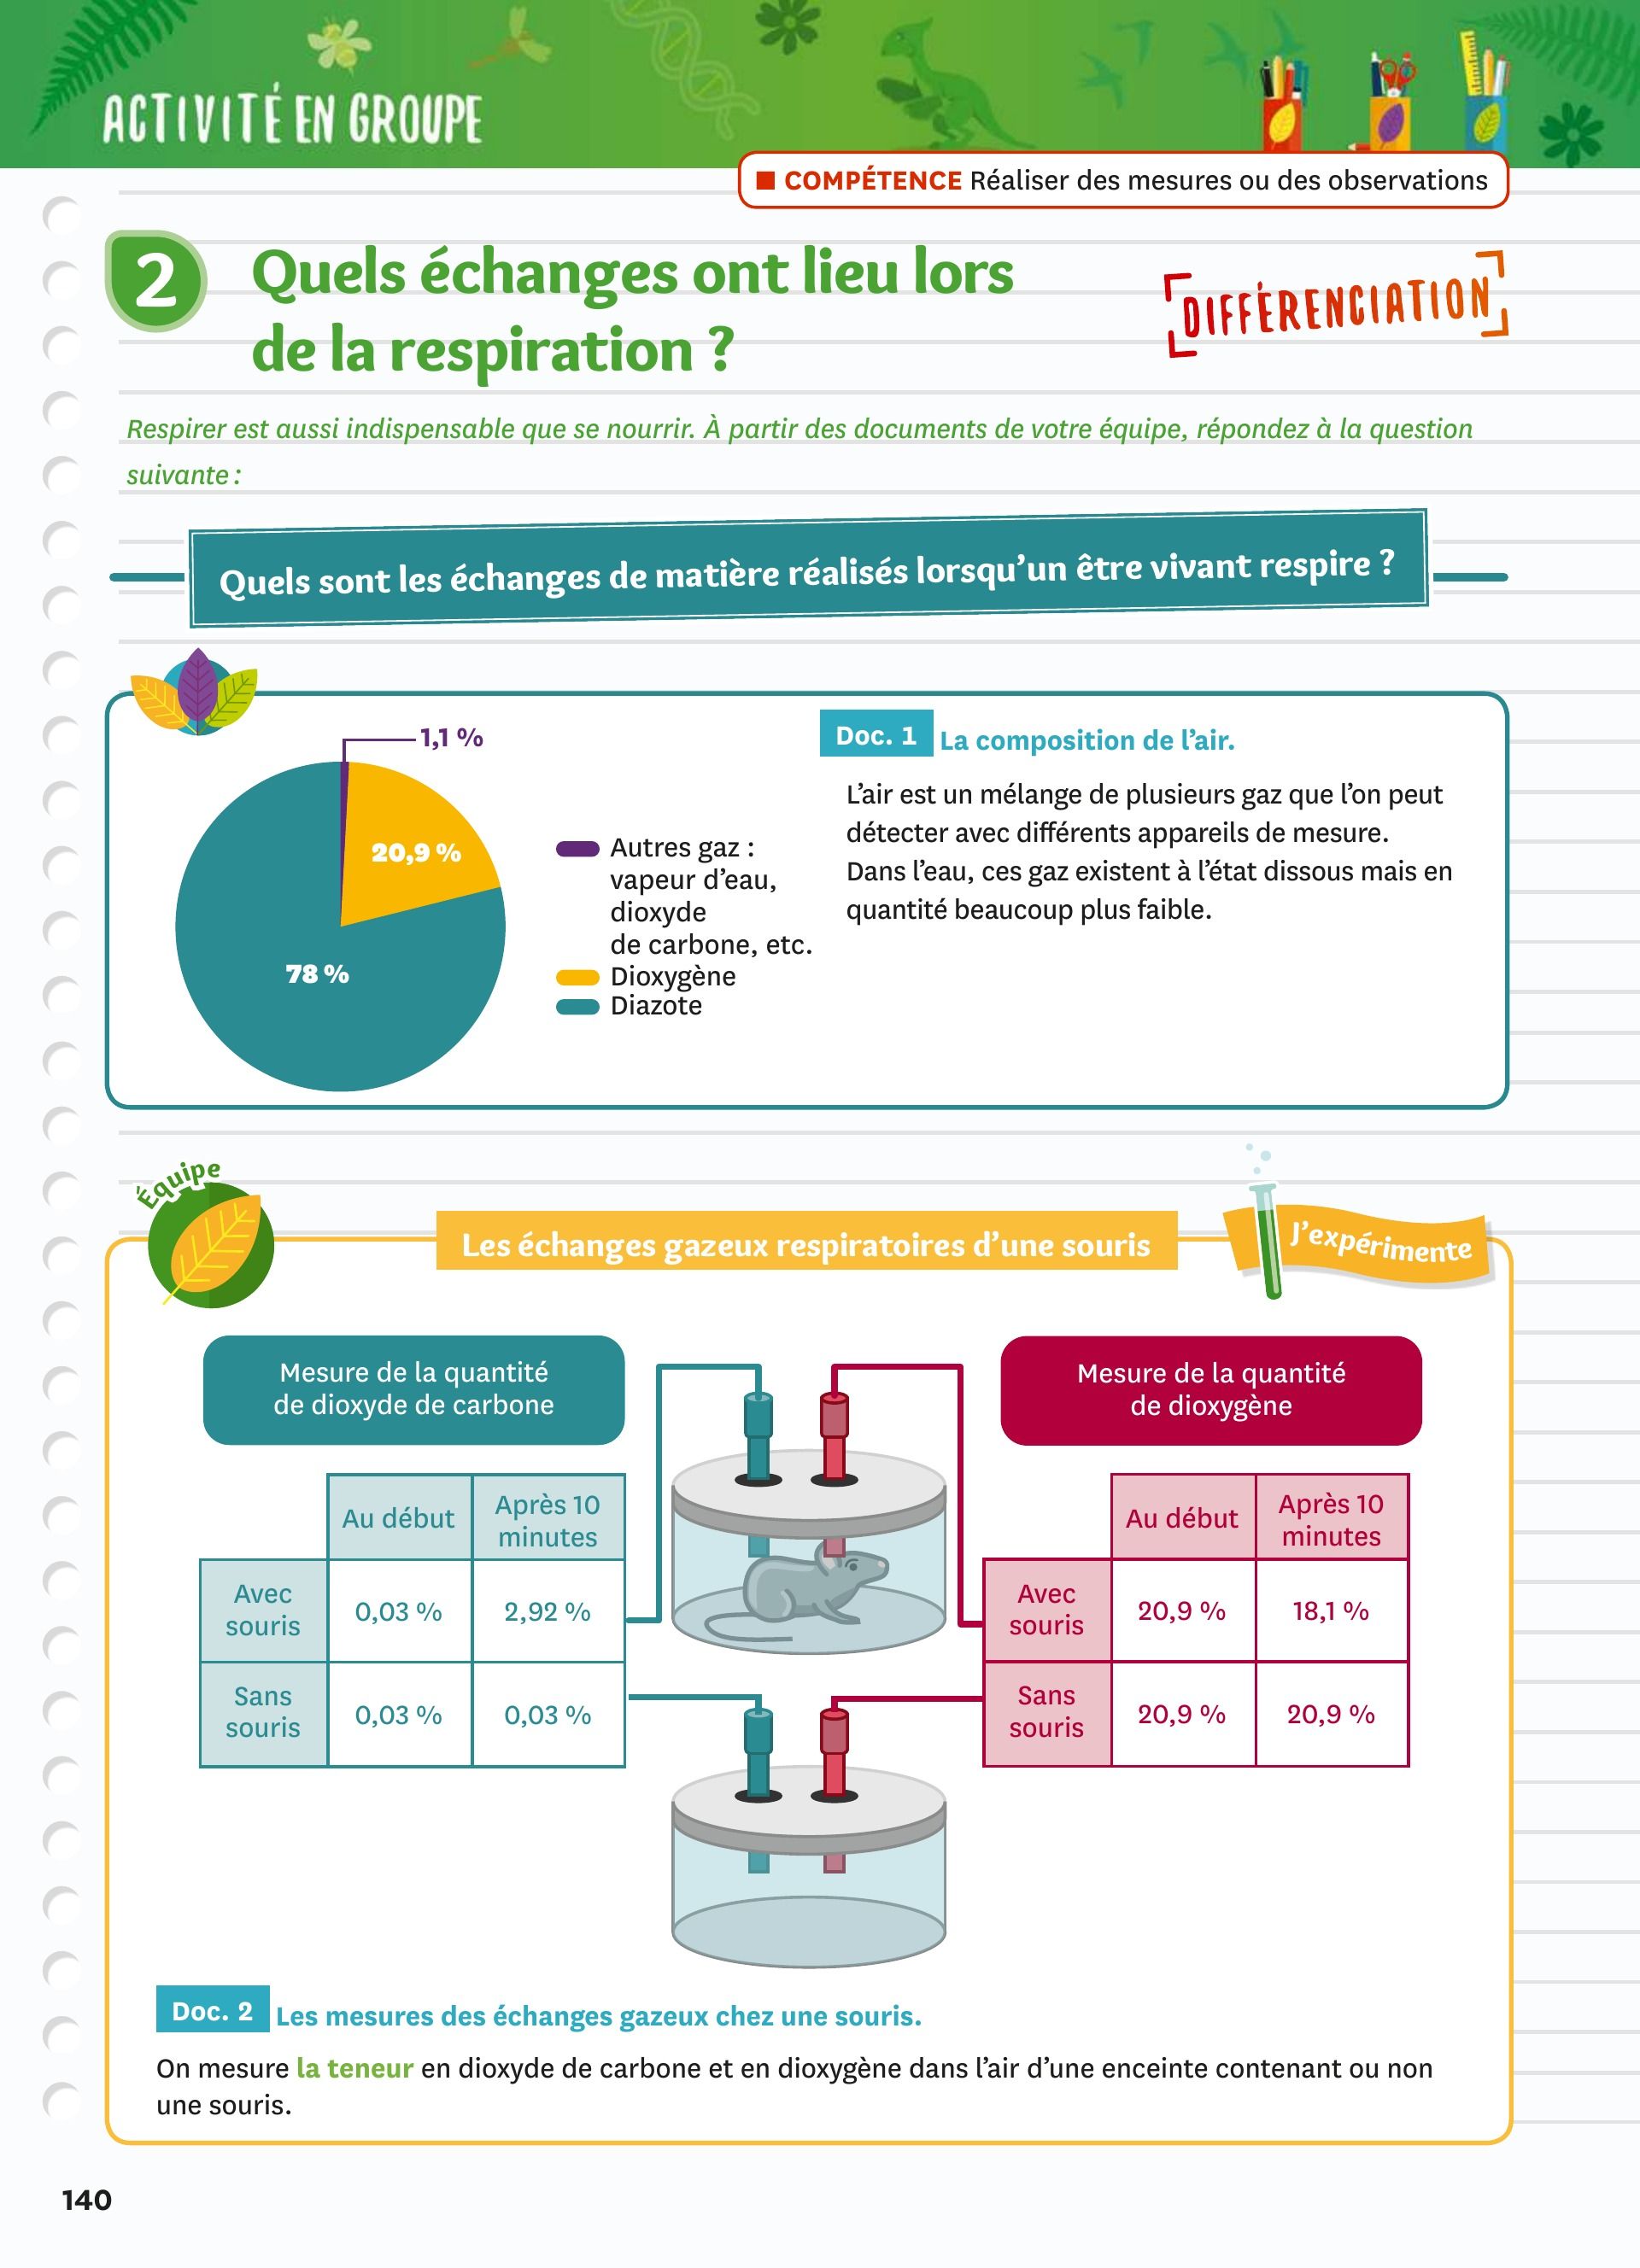 ACTIVITÉ EN GROUPE
COMPÉTENCE Réaliser des mesures ou des observations
2
Quels échanges ont lieu lors
de la respiration ?
DIFFÉRENCIATION
Respirer est aussi indispensable que se nourrir. À partir des documents de votre équipe, répondez à la question
suivante :
Quels sont les échanges de matière réalisés lorsqu'un être vivant respire ?
1,1 %
20,9 %
78 %
Autres gaz :
vapeur d'eau,
dioxyde
de carbone, etc.
Dioxygène
Diazote
Doc. 1 La composition de l'air.
L'air est un mélange de plusieurs gaz que l'on peut
détecter avec différents appareils de mesure.
Dans l'eau, ces gaz existent à l'état dissous mais en
quantité beaucoup plus faible.
Équipe
Les échanges gazeux respiratoires d'une souris
J'expérimente
Mesure de la quantité
de dioxyde de carbone
Au début Après 10 minutes
Avec souris 0,03 % 2,92 %
Sans souris 0,03 % 0,03 %
Mesure de la quantité
de dioxygène
Au début Après 10 minutes
Avec souris 20,9 % 18,1 %
Sans souris 20,9 % 20,9 %
Doc. 2 Les mesures des échanges gazeux chez une souris.
On mesure la teneur en dioxyde de carbone et en dioxygène dans l'air d'une enceinte contenant ou non
une souris.
140